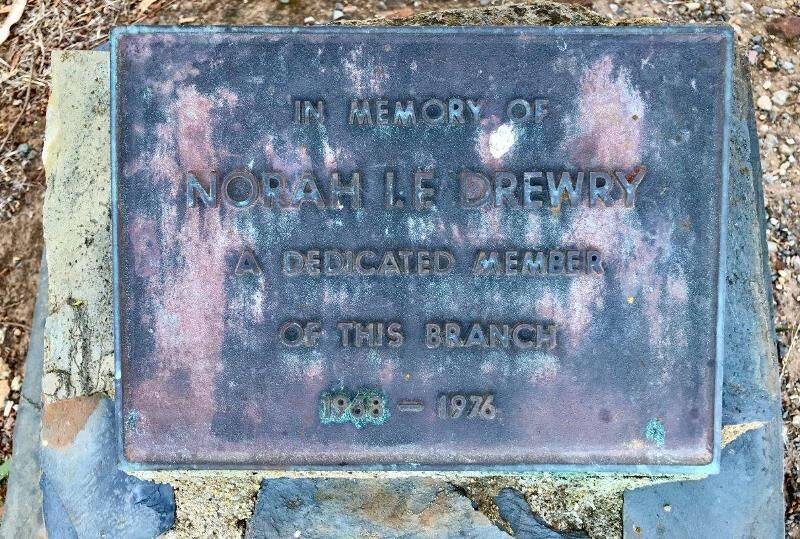 IN MEMORY OF
NORAH I.E DREWRY
A DEDICATED MEMBER
OF THIS BRANCH
1968 — 1976